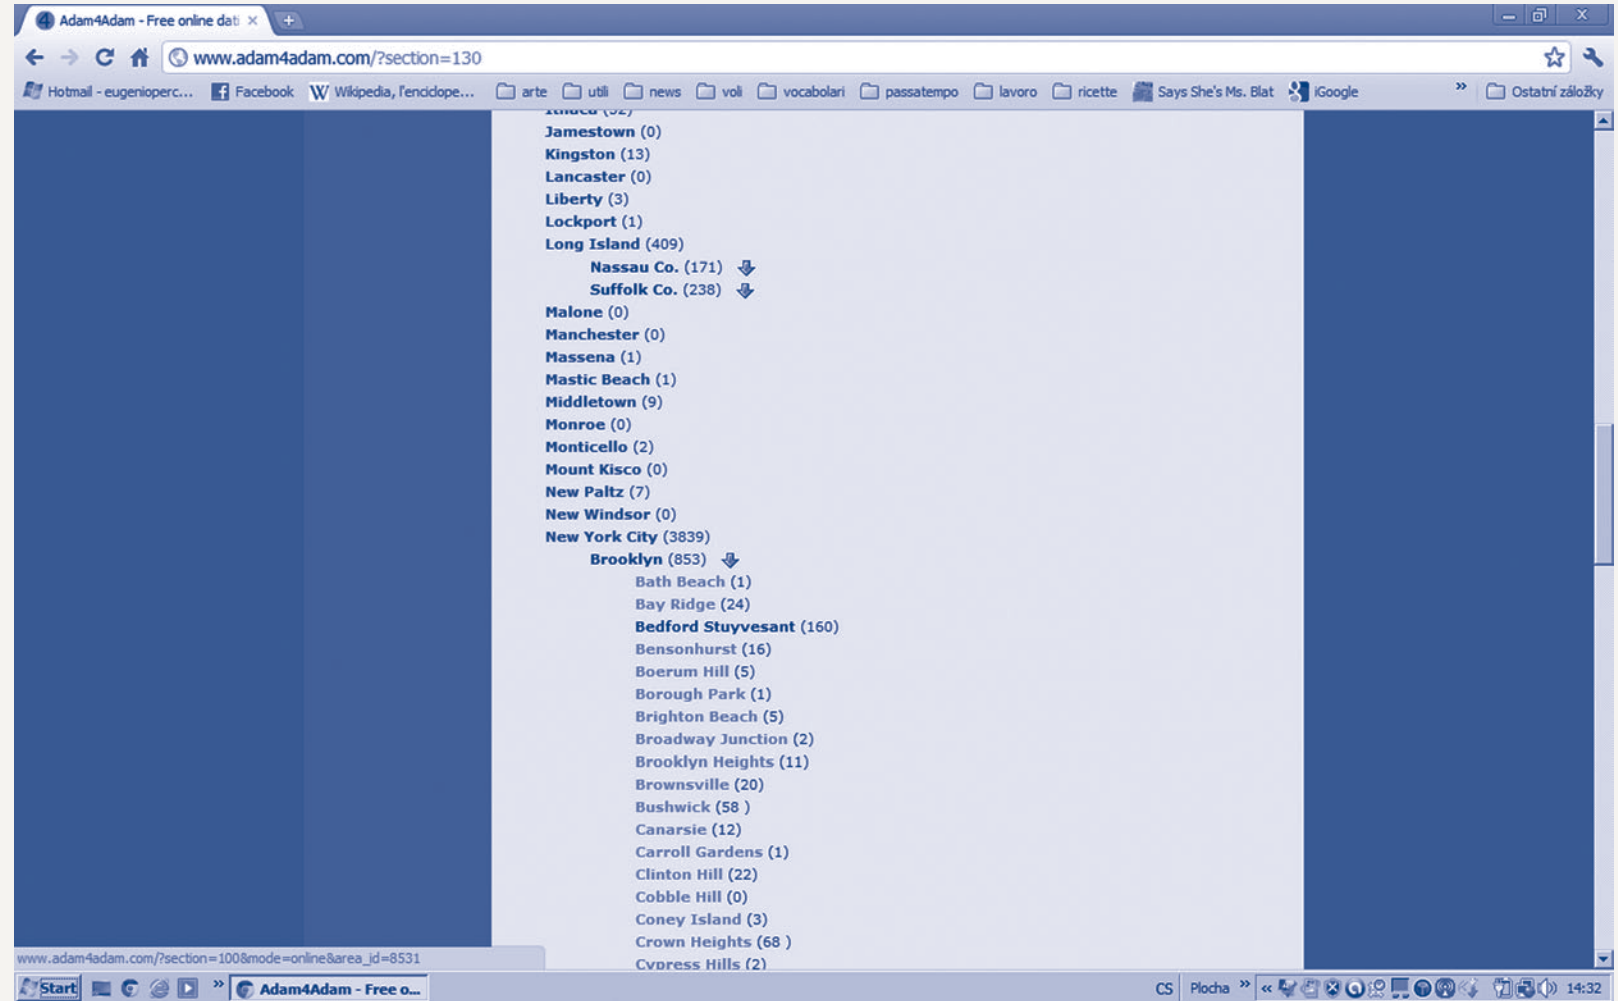 Adam4Adam - Free online dati
www.adam4adam.com/?section=130
Hotmail - eugenioperc... Facebook Wikipedia, l'enciclope... arte utili news voli vocabolari passatempo lavoro ricette Says She's Ms. Blat iGoogle » Ostatní záložky
Ithaca (32)
Jamestown (0)
Kingston (13)
Lancaster (0)
Liberty (3)
Lockport (1)
Long Island (409)
Nassau Co. (171)
Suffolk Co. (238)
Malone (0)
Manchester (0)
Massena (1)
Mastic Beach (1)
Middletown (9)
Monroe (0)
Monticello (2)
Mount Kisco (0)
New Paltz (7)
New Windsor (0)
New York City (3839)
Brooklyn (853)
Bath Beach (1)
Bay Ridge (24)
Bedford Stuyvesant (160)
Bensonhurst (16)
Boerum Hill (5)
Borough Park (1)
Brighton Beach (5)
Broadway Junction (2)
Brooklyn Heights (11)
Brownsville (20)
Bushwick (58 )
Canarsie (12)
Carroll Gardens (1)
Clinton Hill (22)
Cobble Hill (0)
Coney Island (3)
Crown Heights (68 )
Cypress Hills (2)
www.adam4adam.com/?section=100&mode=online&area_id=8531
Start » Adam4Adam - Free o... CS Plocha » « 14:32